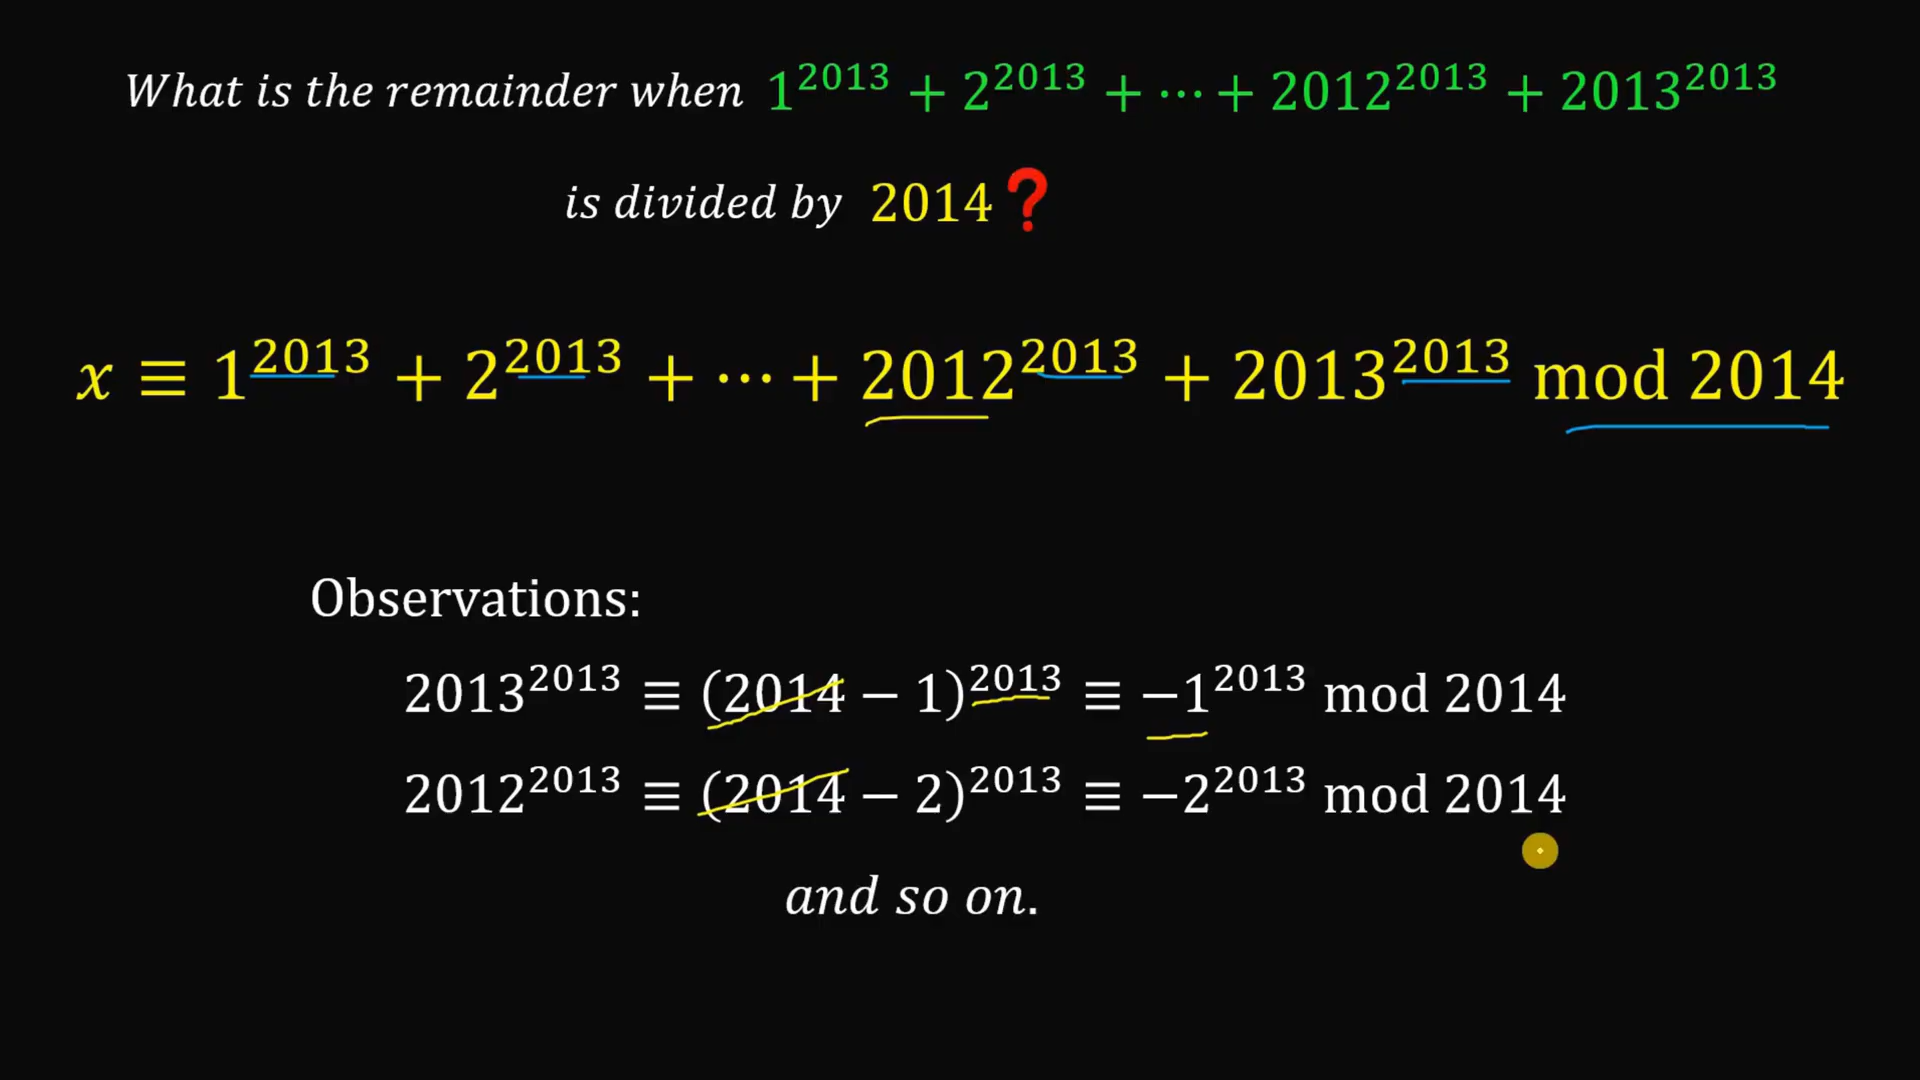 What is the remainder when 1^2013 + 2^2013 + ⋯ + 2012^2013 + 2013^2013
is divided by 2014❓
x ≡ 1^2013 + 2^2013 + ⋯ + 2012^2013 + 2013^2013 mod 2014
Observations:
2013^2013 ≡ (2014 − 1)^2013 ≡ −1^2013 mod 2014
2012^2013 ≡ (2014 − 2)^2013 ≡ −2^2013 mod 2014
and so on.